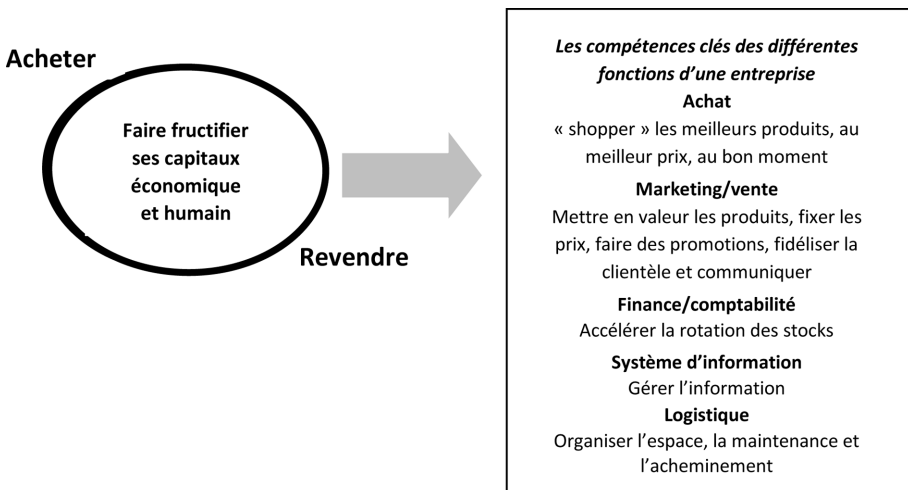 Acheter
Faire fructifier
ses capitaux
économique
et humain
Revendre
Les compétences clés des différentes
fonctions d’une entreprise
Achat
« shopper » les meilleurs produits, au
meilleur prix, au bon moment
Marketing/vente
Mettre en valeur les produits, fixer les
prix, faire des promotions, fidéliser la
clientèle et communiquer
Finance/comptabilité
Accélérer la rotation des stocks
Système d’information
Gérer l’information
Logistique
Organiser l’espace, la maintenance et
l’acheminement